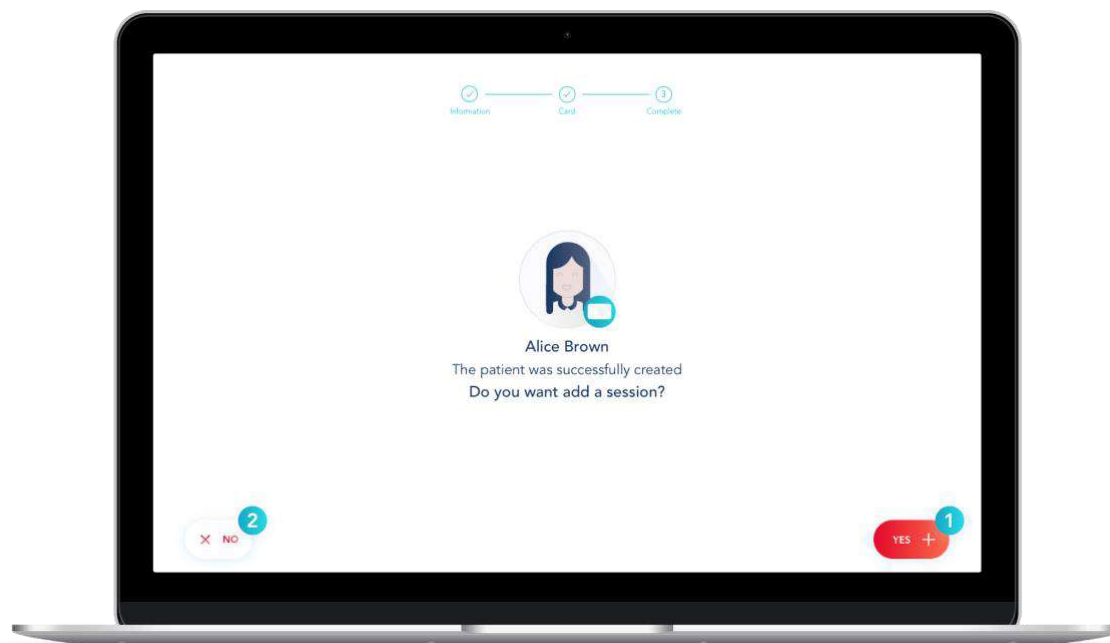 3
Information Card Complete
Alice Brown
The patient was successfully created
Do you want add a session?
2
1
NO
YES